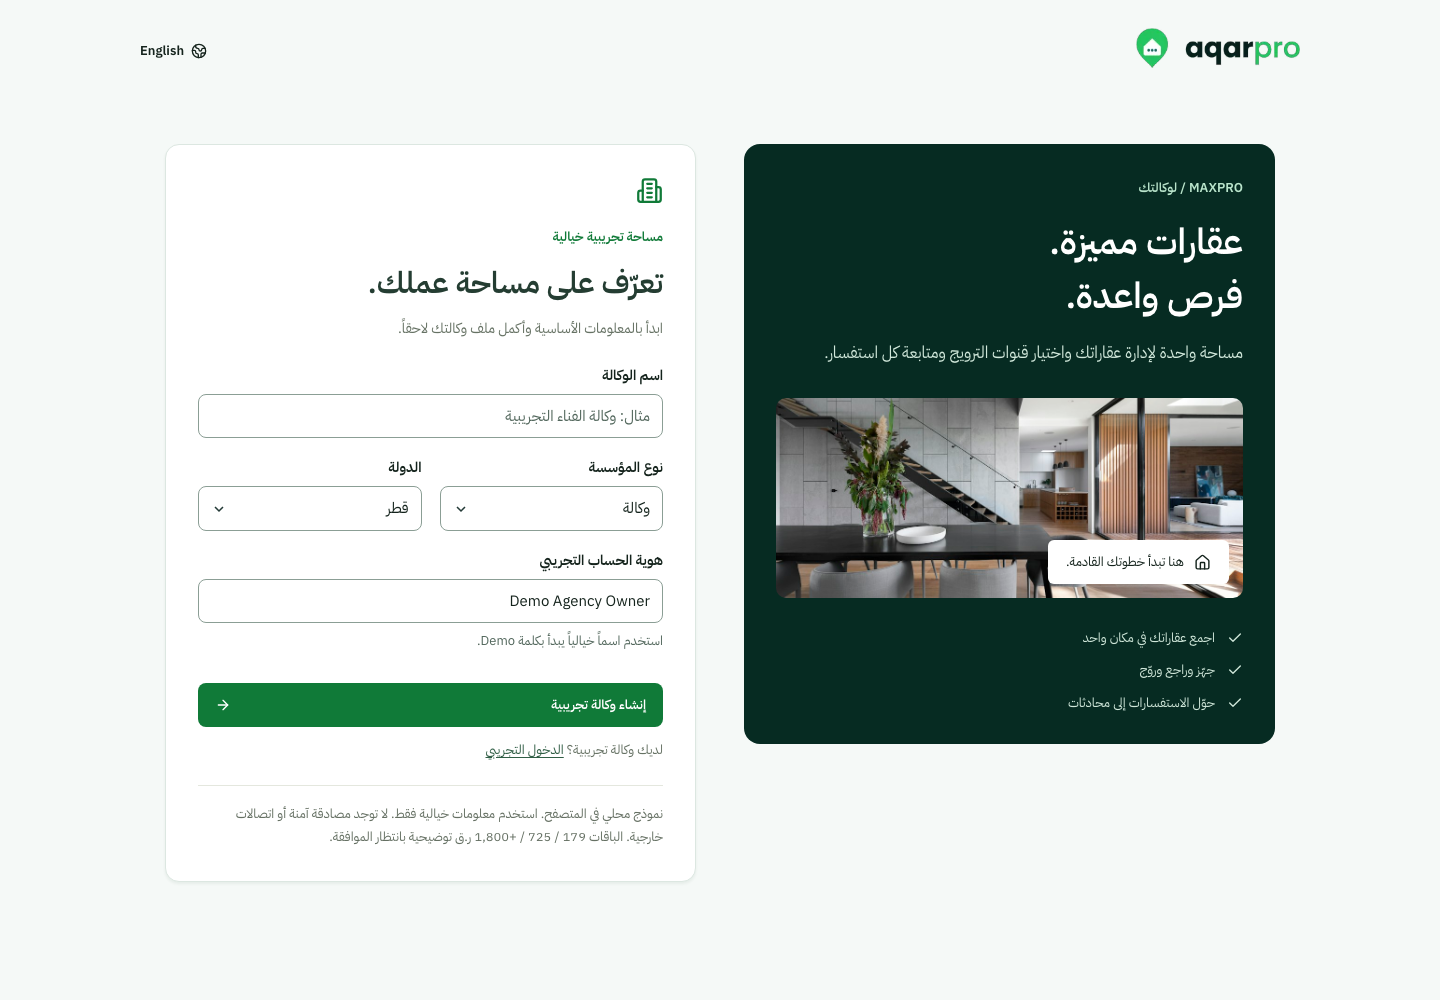 aqarpro
English
MAXPRO / لوكالتك
عقارات مميزة.
فرص واعدة.
مساحة واحدة لإدارة عقاراتك واختيار قنوات الترويج ومتابعة كل استفسار.
هنا تبدأ خطوتك القادمة.
اجمع عقاراتك في مكان واحد
جهّز وراجع وروّج
حوّل الاستفسارات إلى محادثات
مساحة تجريبية خيالية
تعرّف على مساحة عملك.
ابدأ بالمعلومات الأساسية وأكمل ملف وكالتك لاحقاً.
اسم الوكالة
مثال: وكالة الفناء التجريبية
نوع المؤسسة
الدولة
وكالة
قطر
هوية الحساب التجريبي
Demo Agency Owner
استخدم اسماً خيالياً يبدأ بكلمة Demo.
إنشاء وكالة تجريبية
لديك وكالة تجريبية؟ الدخول التجريبي
نموذج محلي في المتصفح. استخدم معلومات خيالية فقط. لا توجد مصادقة آمنة أو اتصالات
خارجية. الباقات 179 / 725 / +1,800 ر.ق توضيحية بانتظار الموافقة.